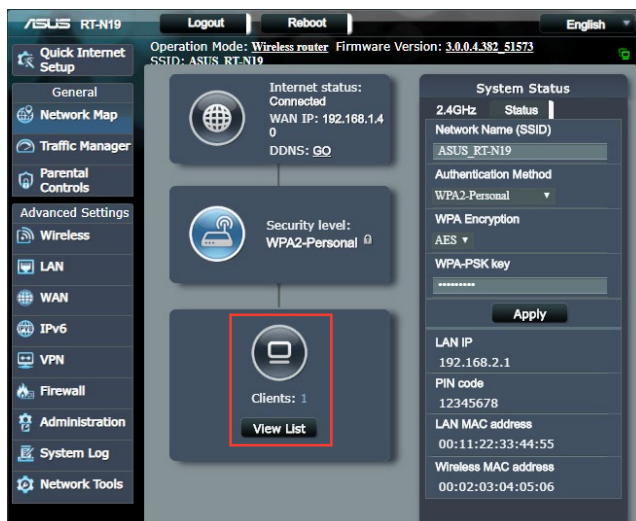 ASUS RT-N19
Logout
Reboot
English
Quick Internet
Setup
General
Network Map
Traffic Manager
Parental
Controls
Advanced Settings
Wireless
LAN
WAN
IPv6
VPN
Firewall
Administration
System Log
Network Tools
Operation Mode: Wireless router Firmware Version: 3.0.0.4.382_51573
SSID: ASUS_RT-N19
Internet status:
Connected
WAN IP: 192.168.1.4
0
DDNS: GO
Security level:
WPA2-Personal
Clients: 1
View List
System Status
2.4GHz Status
Network Name (SSID)
ASUS_RT-N19
Authentication Method
WPA2-Personal
WPA Encryption
AES
WPA-PSK key
•••••••••
Apply
LAN IP
192.168.2.1
PIN code
12345678
LAN MAC address
00:11:22:33:44:55
Wireless MAC address
00:02:03:04:05:06